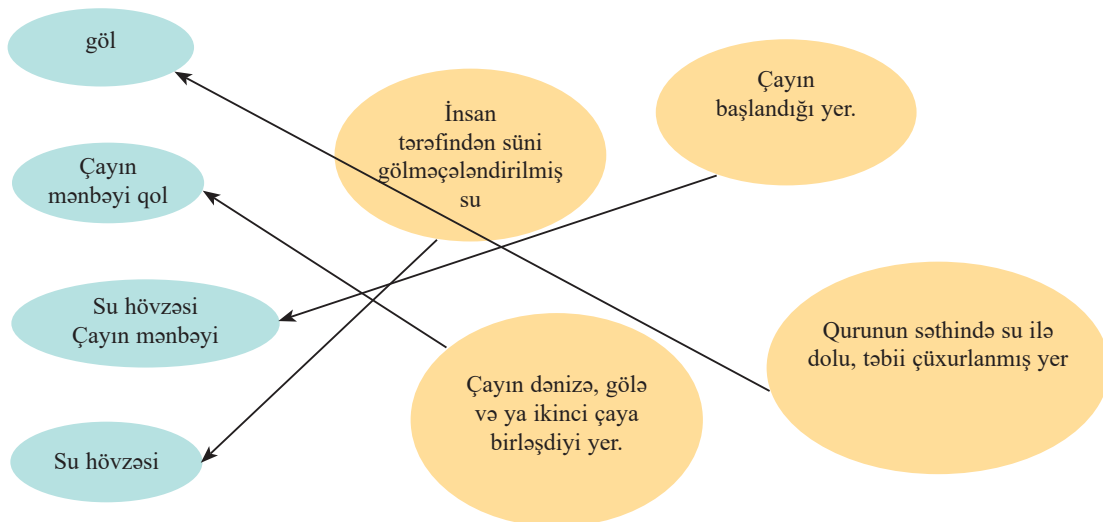 göl
Çayın
mənbəyi qol
Su hövzəsi
Çayın mənbəyi
Su hövzəsi
İnsan
tərəfindən süni
gölməçələndirilmiş
su
Çayın
başlandığı yer.
Çayın dənizə, gölə
və ya ikinci çaya
birləşdiyi yer.
Qurunun səthində su ilə
dolu, təbii çüxurlanmış yer